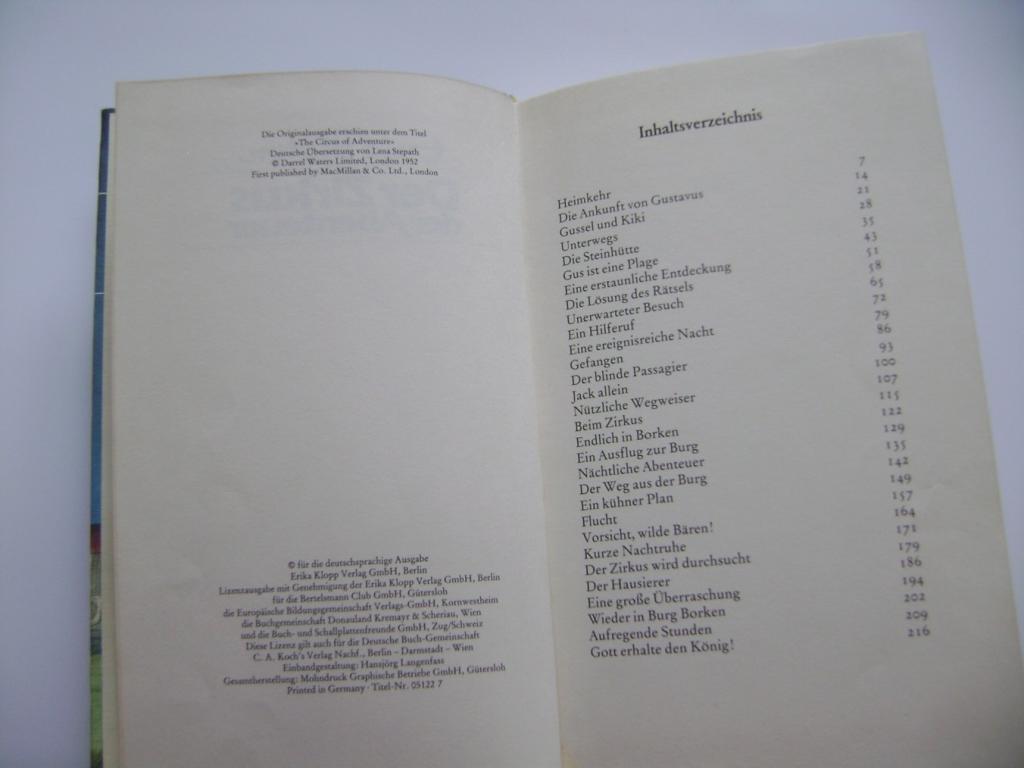 Die Originalausgabe erschien unter dem Titel
»The Circus of Adventure«
Deutsche Übersetzung von Lena Stepath
© Darrel Waters Limited, London 1952
First published by MacMillan & Co. Ltd., London
© für die deutschsprachige Ausgabe
Erika Klopp Verlag GmbH, Berlin
Lizenzausgabe mit Genehmigung der Erika Klopp Verlag GmbH, Berlin
für die Bertelsmann Club GmbH, Gütersloh
die Europäische Bildungsgemeinschaft Verlags-GmbH, Kornwestheim
die Buchgemeinschaft Donauland Kremayr & Scheriau, Wien
und die Buch- und Schallplattenfreunde GmbH, Zug/Schweiz
Diese Lizenz gilt auch für die Deutsche Buch-Gemeinschaft
C. A. Koch's Verlag Nachf., Berlin – Darmstadt – Wien
Einbandgestaltung: Hansjörg Langenfass
Gesamtherstellung: Mohndruck Graphische Betriebe GmbH, Gütersloh
Printed in Germany · Titel-Nr. 05122 7
Inhaltsverzeichnis
Heimkehr 7
Die Ankunft von Gustavus 14
Gussel und Kiki 21
Unterwegs 28
Die Steinhütte 35
Gus ist eine Plage 43
Eine erstaunliche Entdeckung 51
Die Lösung des Rätsels 58
Unerwarteter Besuch 65
Ein Hilferuf 72
Eine ereignisreiche Nacht 79
Gefangen 86
Der blinde Passagier 93
Jack allein 100
Nützliche Wegweiser 107
Beim Zirkus 115
Endlich in Borken 122
Ein Ausflug zur Burg 129
Nächtliche Abenteuer 135
Der Weg aus der Burg 142
Ein kühner Plan 149
Flucht 157
Vorsicht, wilde Bären! 164
Kurze Nachtruhe 171
Der Zirkus wird durchsucht 179
Der Hausierer 186
Eine große Überraschung 194
Wieder in Burg Borken 202
Aufregende Stunden 209
Gott erhalte den König! 216